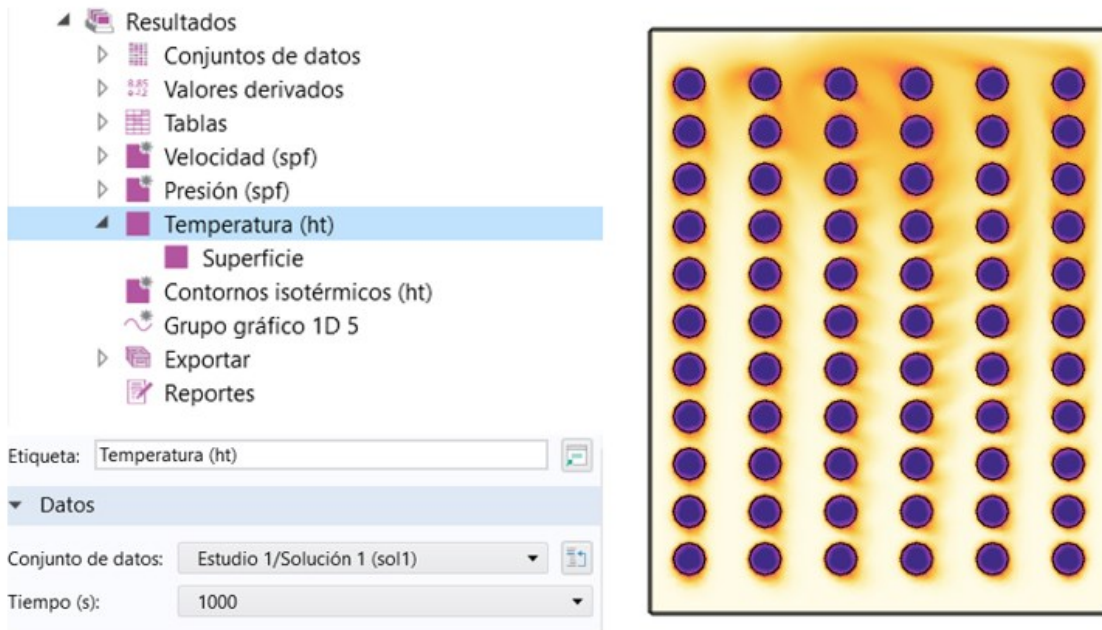 Resultados
Conjuntos de datos
Valores derivados
Tablas
Velocidad (spf)
Presión (spf)
Temperatura (ht)
Superficie
Contornos isotérmicos (ht)
Grupo gráfico 1D 5
Exportar
Reportes
Etiqueta: Temperatura (ht)
Datos
Conjunto de datos: Estudio 1/Solución 1 (sol1)
Tiempo (s): 1000